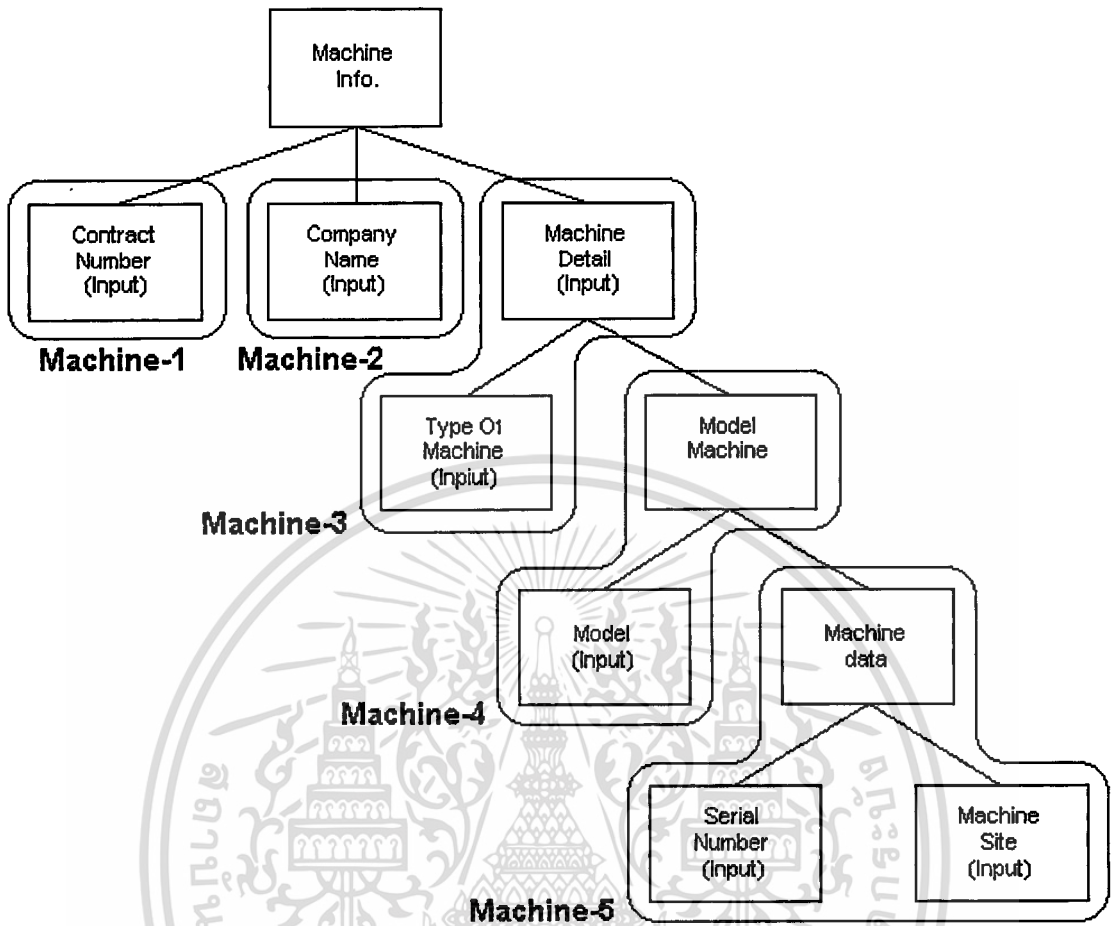 Machine
Info.
Contract
Number
(Input)
Company
Name
(Input)
Machine
Detail
(Input)
Machine-1
Machine-2
Type Of
Machine
(Inpiut)
Model
Machine
Machine-3
Model
(Input)
Machine
data
Machine-4
Serial
Number
(Input)
Machine
Site
(Input)
Machine-5